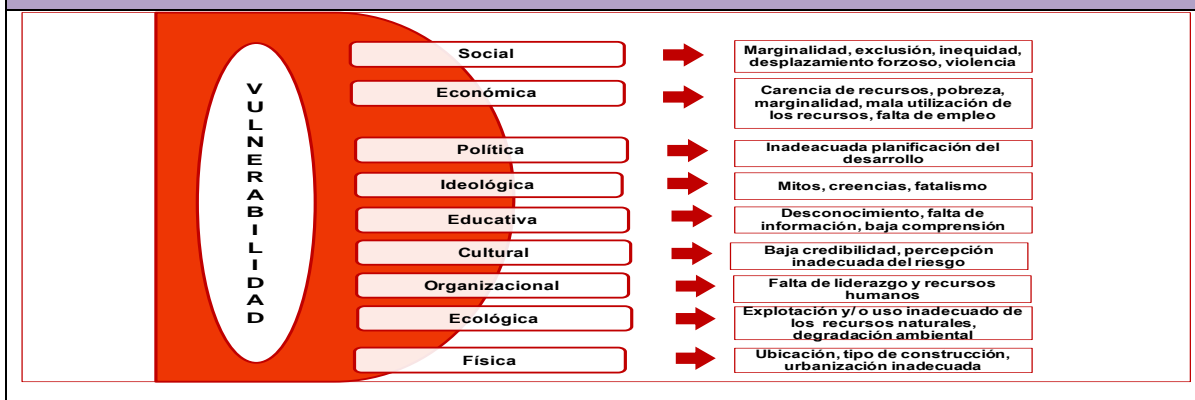 VULNERABILIDAD
Social
Marginalidad, exclusión, inequidad,
desplazamiento forzoso, violencia
Económica
Carencia de recursos, pobreza,
marginalidad, mala utilización de
los recursos, falta de empleo
Política
Inadeacuada planificación del
desarrollo
Ideológica
Mitos, creencias, fatalismo
Educativa
Desconocimiento, falta de
información, baja comprensión
Cultural
Baja credibilidad, percepción
inadecuada del riesgo
Organizacional
Falta de liderazgo y recursos
humanos
Ecológica
Explotación y/ o uso inadecuado de
los recursos naturales,
degradación ambiental
Física
Ubicación, tipo de construcción,
urbanización inadecuada